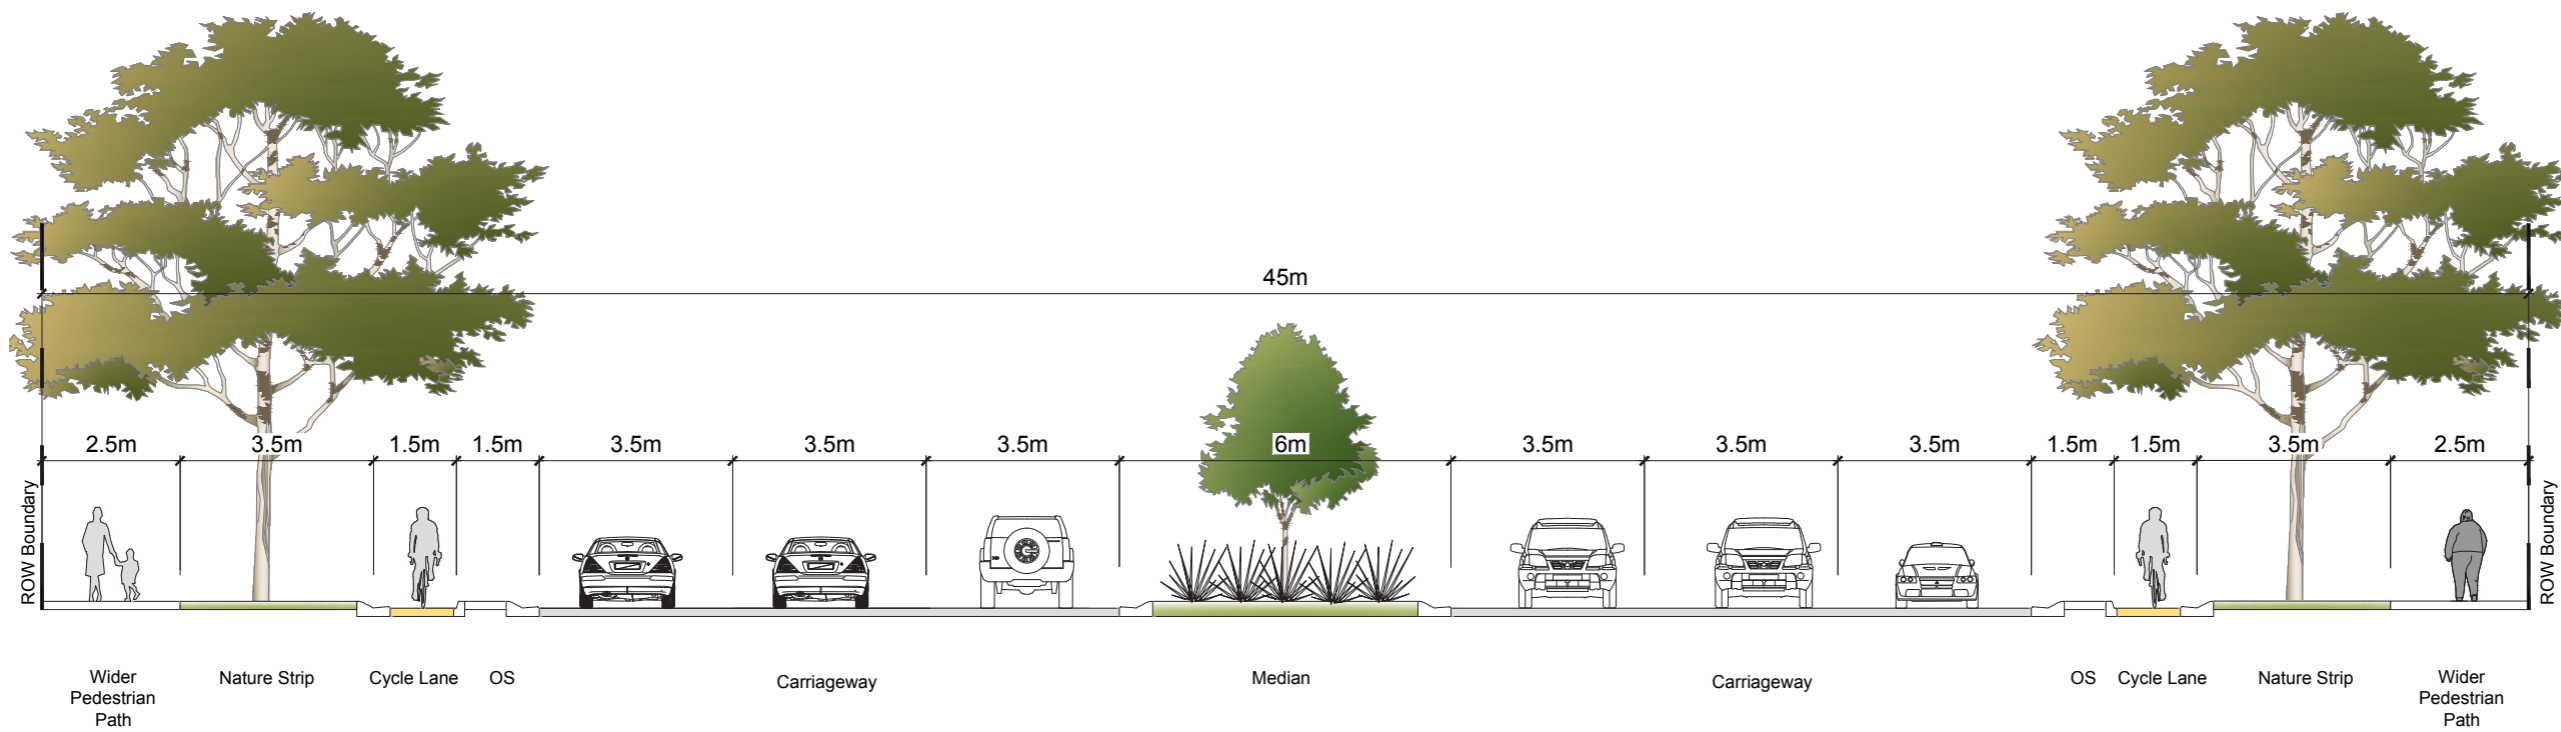 45m
2.5m
3.5m
1.5m
1.5m
3.5m
3.5m
3.5m
6m
3.5m
3.5m
3.5m
1.5m
1.5m
3.5m
2.5m
ROW Boundary
ROW Boundary
Wider
Pedestrian
Path
Nature Strip
Cycle Lane
OS
Carriageway
Median
Carriageway
OS
Cycle Lane
Nature Strip
Wider
Pedestrian
Path